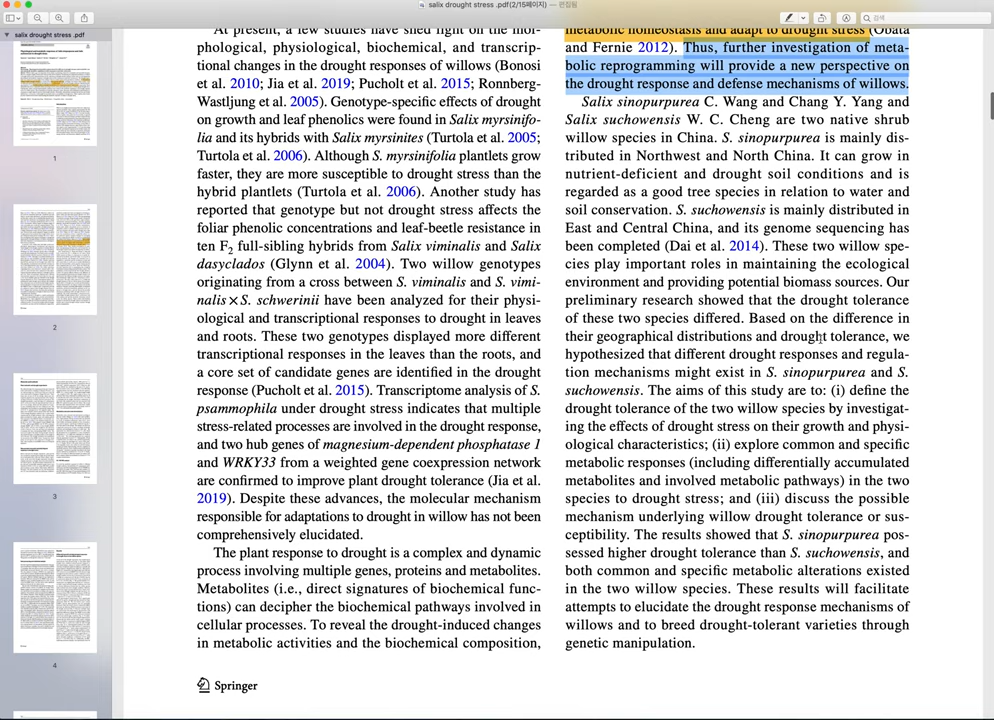 salix drought stress .pdf(2/15페이지) — 편집됨
검색
salix drought stress .pdf
1
2
3
4
At present, a few studies have shed light on the mor-
phological, physiological, biochemical, and transcrip-
tional changes in the drought responses of willows (Bonosi
et al. 2010; Jia et al. 2019; Pucholt et al. 2015; Ronnberg-
Wastljung et al. 2005). Genotype-specific effects of drought
on growth and leaf phenolics were found in Salix myrsinifo-
lia and its hybrids with Salix myrsinites (Turtola et al. 2005;
Turtola et al. 2006). Although S. myrsinifolia plantlets grow
faster, they are more susceptible to drought stress than the
hybrid plantlets (Turtola et al. 2006). Another study has
reported that genotype but not drought stress affects the
foliar phenolic concentrations and leaf-beetle resistance in
ten F2 full-sibling hybrids from Salix viminalis and Salix
dasyclados (Glynn et al. 2004). Two willow genotypes
originating from a cross between S. viminalis and S. vimi-
nalis × S. schwerinii have been analyzed for their physi-
ological and transcriptional responses to drought in leaves
and roots. These two genotypes displayed more different
transcriptional responses in the leaves than the roots, and
a core set of candidate genes are identified in the drought
response (Pucholt et al. 2015). Transcriptome analysis of S.
psammophila under drought stress indicates that multiple
stress-related processes are involved in the drought response,
and two hub genes of magnesium-dependent phosphatase 1
and WRKY33 from a weighted gene coexpression network
are confirmed to improve plant drought tolerance (Jia et al.
2019). Despite these advances, the molecular mechanism
responsible for adaptations to drought in willow has not been
comprehensively elucidated.
The plant response to drought is a complex and dynamic
process involving multiple genes, proteins and metabolites.
Metabolites (i.e., direct signatures of biochemical func-
tions) can decipher the biochemical pathways involved in
cellular processes. To reveal the drought-induced changes
in metabolic activities and the biochemical composition,
metabolic homeostasis and adapt to drought stress (Obata
and Fernie 2012). Thus, further investigation of meta-
bolic reprogramming will provide a new perspective on
the drought response and defense mechanisms of willows.
Salix sinopurpurea C. Wang and Chang Y. Yang and
Salix suchowensis W. C. Cheng are two native shrub
willow species in China. S. sinopurpurea is mainly dis-
tributed in Northwest and North China. It can grow in
nutrient-deficient and drought soil conditions and is
regarded as a good tree species in relation to water and
soil conservation. S. suchowensis is mainly distributed in
East and Central China, and its genome sequencing has
been completed (Dai et al. 2014). These two willow spe-
cies play important roles in maintaining the ecological
environment and providing potential biomass sources. Our
preliminary research showed that the drought tolerance
of these two species differed. Based on the difference in
their geographical distributions and drought tolerance, we
hypothesized that different drought responses and regula-
tion mechanisms might exist in S. sinopurpurea and S.
suchowensis. The aims of this study are to: (i) define the
drought tolerance of the two willow species by investigat-
ing the effects of drought stress on their growth and physi-
ological characteristics; (ii) explore common and specific
metabolic responses (including differentially accumulated
metabolites and involved metabolic pathways) in the two
species to drought stress; and (iii) discuss the possible
mechanism underlying willow drought tolerance or sus-
ceptibility. The results showed that S. sinopurpurea pos-
sessed higher drought tolerance than S. suchowensis, and
both common and specific metabolic alterations existed
in the two willow species. These results will facilitate
attempts to elucidate the drought response mechanisms of
willows and to breed drought-tolerant varieties through
genetic manipulation.
Springer